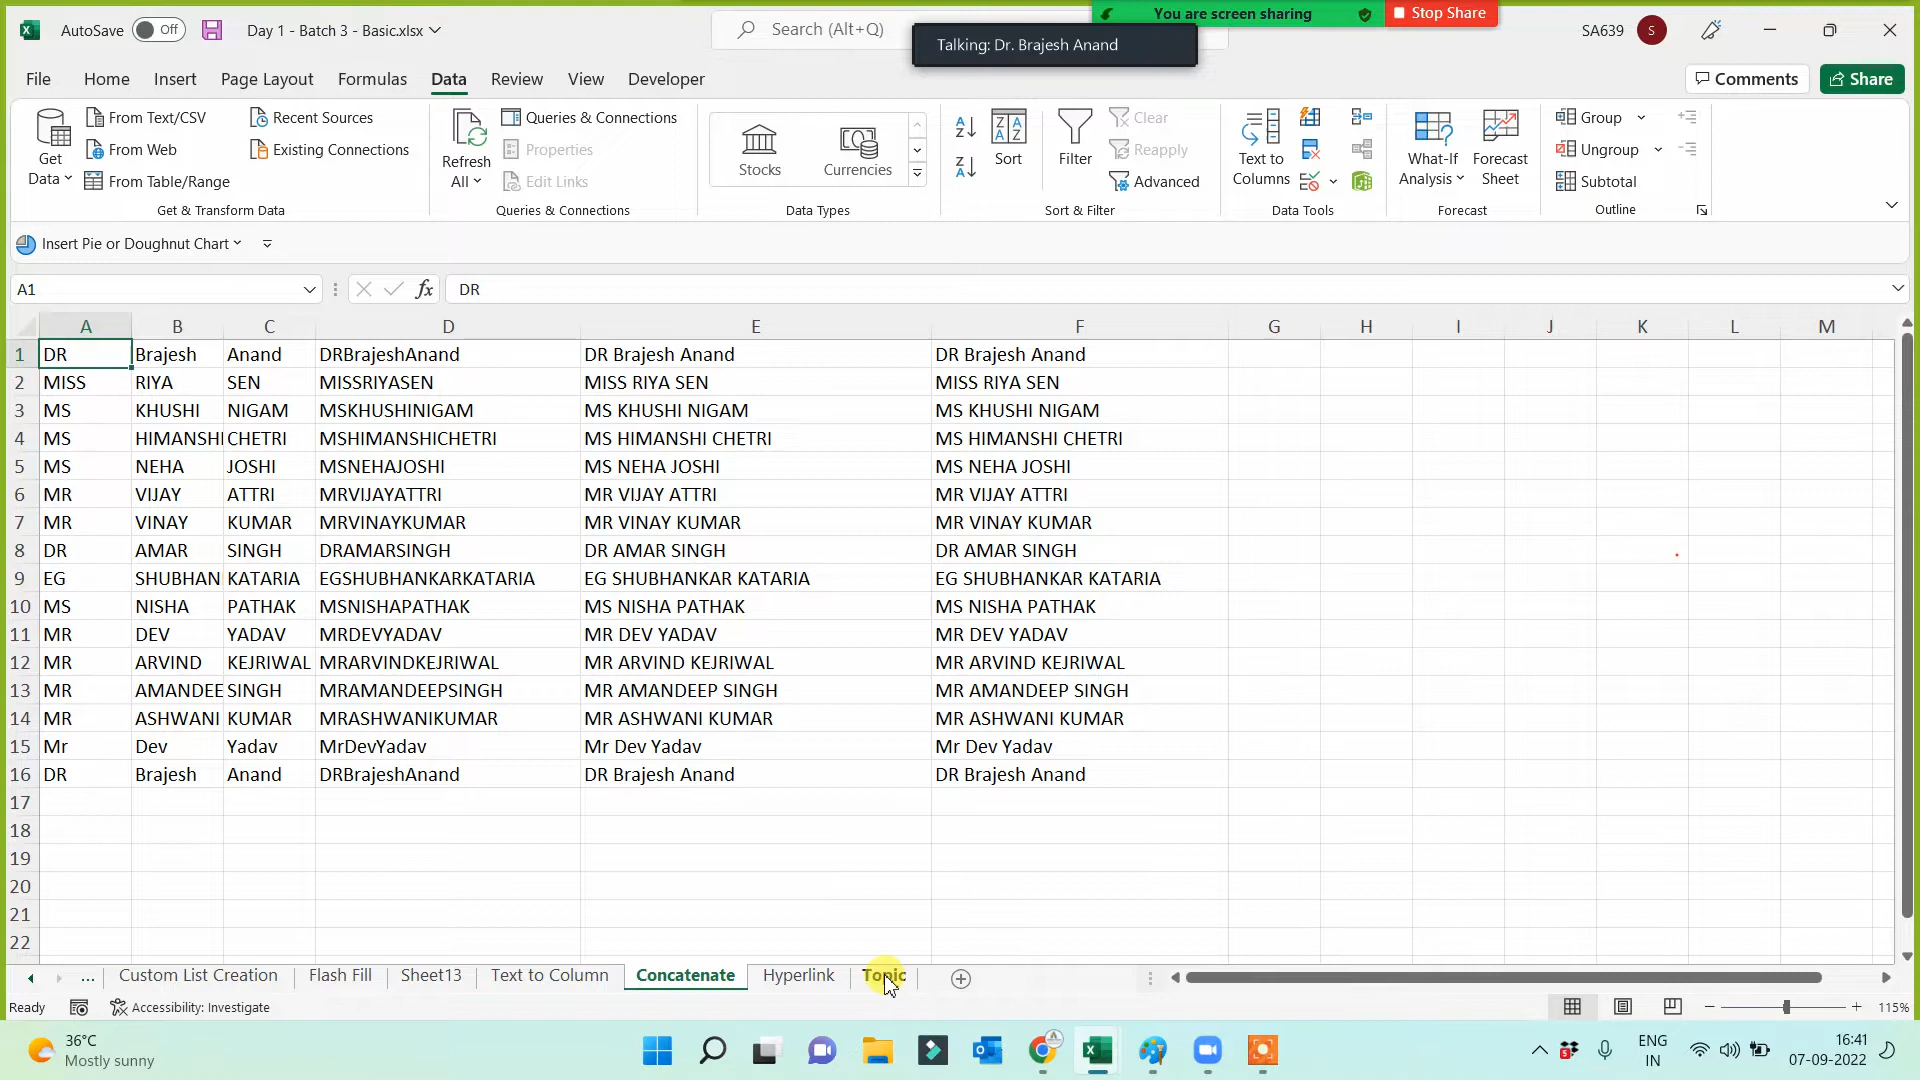 You are screen sharing
Stop Share
AutoSave Off
Day 1 - Batch 3 - Basic.xlsx
Search (Alt+Q)
Talking: Dr. Brajesh Anand
SA639
S
File Home Insert Page Layout Formulas Data Review View Developer
Comments
Share
Get Data
From Text/CSV
From Web
From Table/Range
Recent Sources
Existing Connections
Get & Transform Data
Refresh All
Queries & Connections
Properties
Edit Links
Queries & Connections
Stocks
Currencies
Data Types
Sort
Filter
Clear
Reapply
Advanced
Sort & Filter
Text to Columns
Data Tools
What-If Analysis
Forecast Sheet
Forecast
Group
Ungroup
Subtotal
Outline
Insert Pie or Doughnut Chart
A1
fx
DR
A B C D E F G H I J K L M
1 DR Brajesh Anand DRBrajeshAnand DR Brajesh Anand DR Brajesh Anand
2 MISS RIYA SEN MISSRIYASEN MISS RIYA SEN MISS RIYA SEN
3 MS KHUSHI NIGAM MSKHUSHINIGAM MS KHUSHI NIGAM MS KHUSHI NIGAM
4 MS HIMANSHI CHETRI MSHIMANSHICHETRI MS HIMANSHI CHETRI MS HIMANSHI CHETRI
5 MS NEHA JOSHI MSNEHAJOSHI MS NEHA JOSHI MS NEHA JOSHI
6 MR VIJAY ATTRI MRVIJAYATTRI MR VIJAY ATTRI MR VIJAY ATTRI
7 MR VINAY KUMAR MRVINAYKUMAR MR VINAY KUMAR MR VINAY KUMAR
8 DR AMAR SINGH DRAMARSINGH DR AMAR SINGH DR AMAR SINGH
9 EG SHUBHAN KATARIA EGSHUBHANKARKATARIA EG SHUBHANKAR KATARIA EG SHUBHANKAR KATARIA
10 MS NISHA PATHAK MSNISHAPATHAK MS NISHA PATHAK MS NISHA PATHAK
11 MR DEV YADAV MRDEVYADAV MR DEV YADAV MR DEV YADAV
12 MR ARVIND KEJRIWAL MRARVINDKEJRIWAL MR ARVIND KEJRIWAL MR ARVIND KEJRIWAL
13 MR AMANDEE SINGH MRAMANDEEPSINGH MR AMANDEEP SINGH MR AMANDEEP SINGH
14 MR ASHWANI KUMAR MRASHWANIKUMAR MR ASHWANI KUMAR MR ASHWANI KUMAR
15 Mr Dev Yadav MrDevYadav Mr Dev Yadav Mr Dev Yadav
16 DR Brajesh Anand DRBrajeshAnand DR Brajesh Anand DR Brajesh Anand
17
18
19
20
21
22
... Custom List Creation Flash Fill Sheet13 Text to Column Concatenate Hyperlink Topic
Ready
Accessibility: Investigate
115%
36°C
Mostly sunny
ENG
IN
16:41
07-09-2022